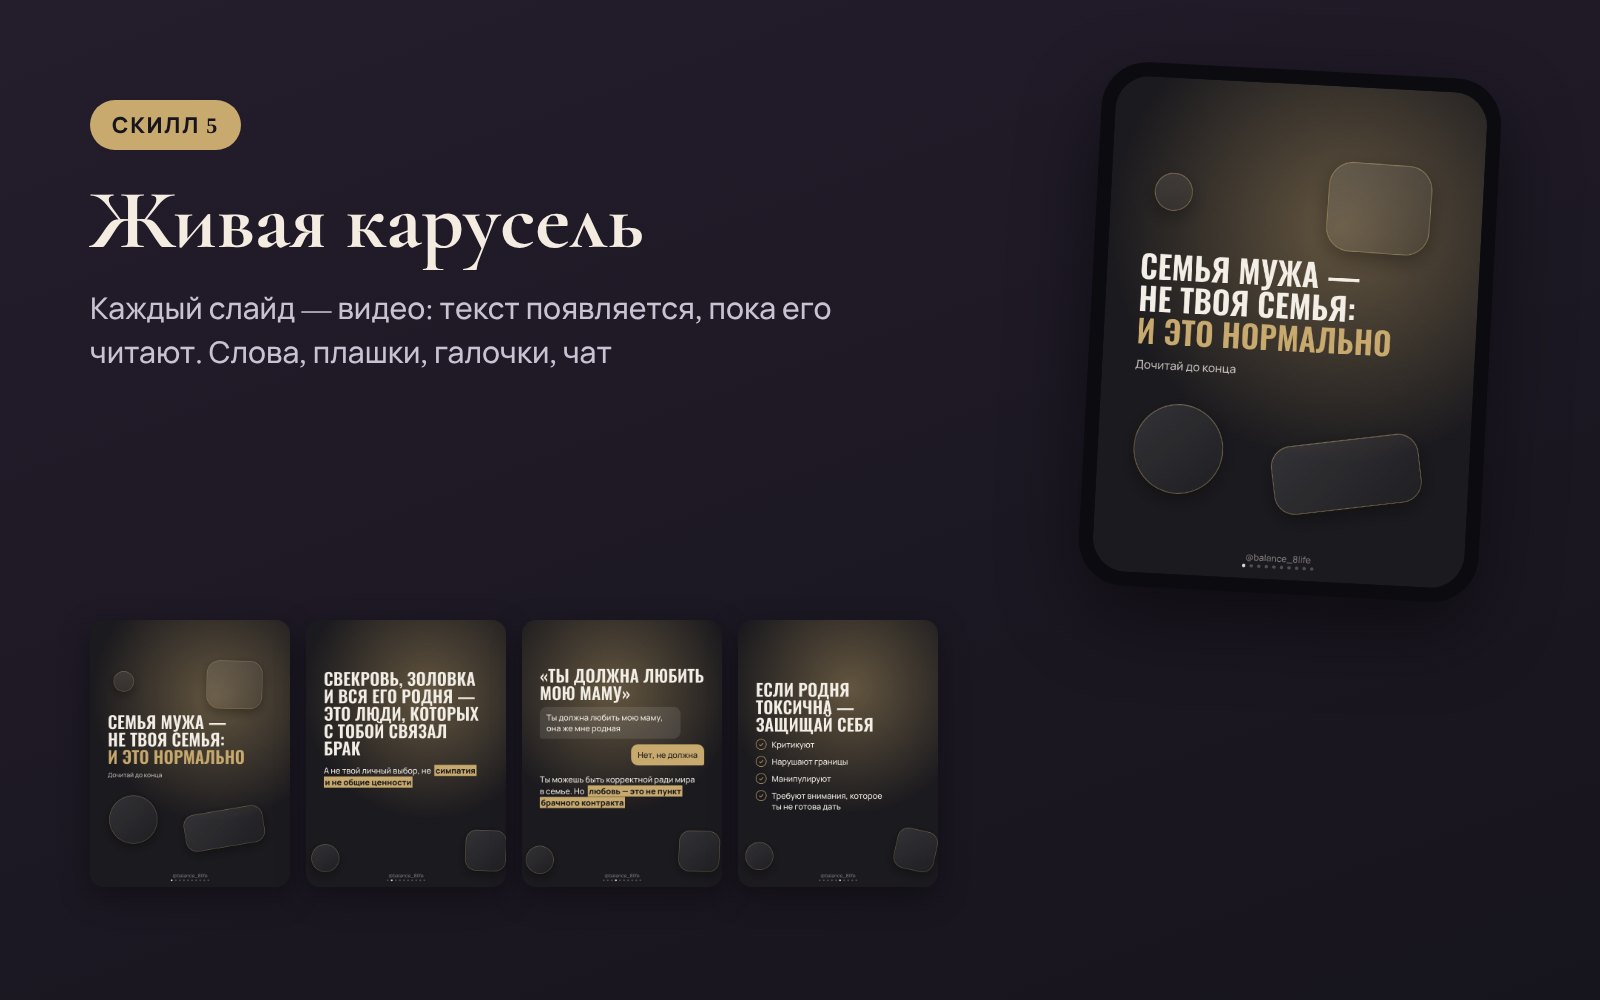 СКИЛЛ 5
Живая карусель
Каждый слайд — видео: текст появляется, пока его
читают. Слова, плашки, галочки, чат
СЕМЬЯ МУЖА —
НЕ ТВОЯ СЕМЬЯ:
И ЭТО НОРМАЛЬНО
Дочитай до конца
@balance_8life
СЕМЬЯ МУЖА —
НЕ ТВОЯ СЕМЬЯ:
И ЭТО НОРМАЛЬНО
Дочитай до конца
@balance_8life
СВЕКРОВЬ, ЗОЛОВКА
И ВСЯ ЕГО РОДНЯ —
ЭТО ЛЮДИ, КОТОРЫХ
С ТОБОЙ СВЯЗАЛ
БРАК
А не твой личный выбор, не симпатия
и не общие ценности
@balance_8life
«ТЫ ДОЛЖНА ЛЮБИТЬ
МОЮ МАМУ»
Ты должна любить мою маму,
она же мне родная
Нет, не должна
Ты можешь быть корректной ради мира
в семье. Но любовь — это не пункт
брачного контракта
@balance_8life
ЕСЛИ РОДНЯ
ТОКСИЧНА —
ЗАЩИЩАЙ СЕБЯ
Критикуют
Нарушают границы
Манипулируют
Требуют внимания, которое
ты не готова дать
@balance_8life